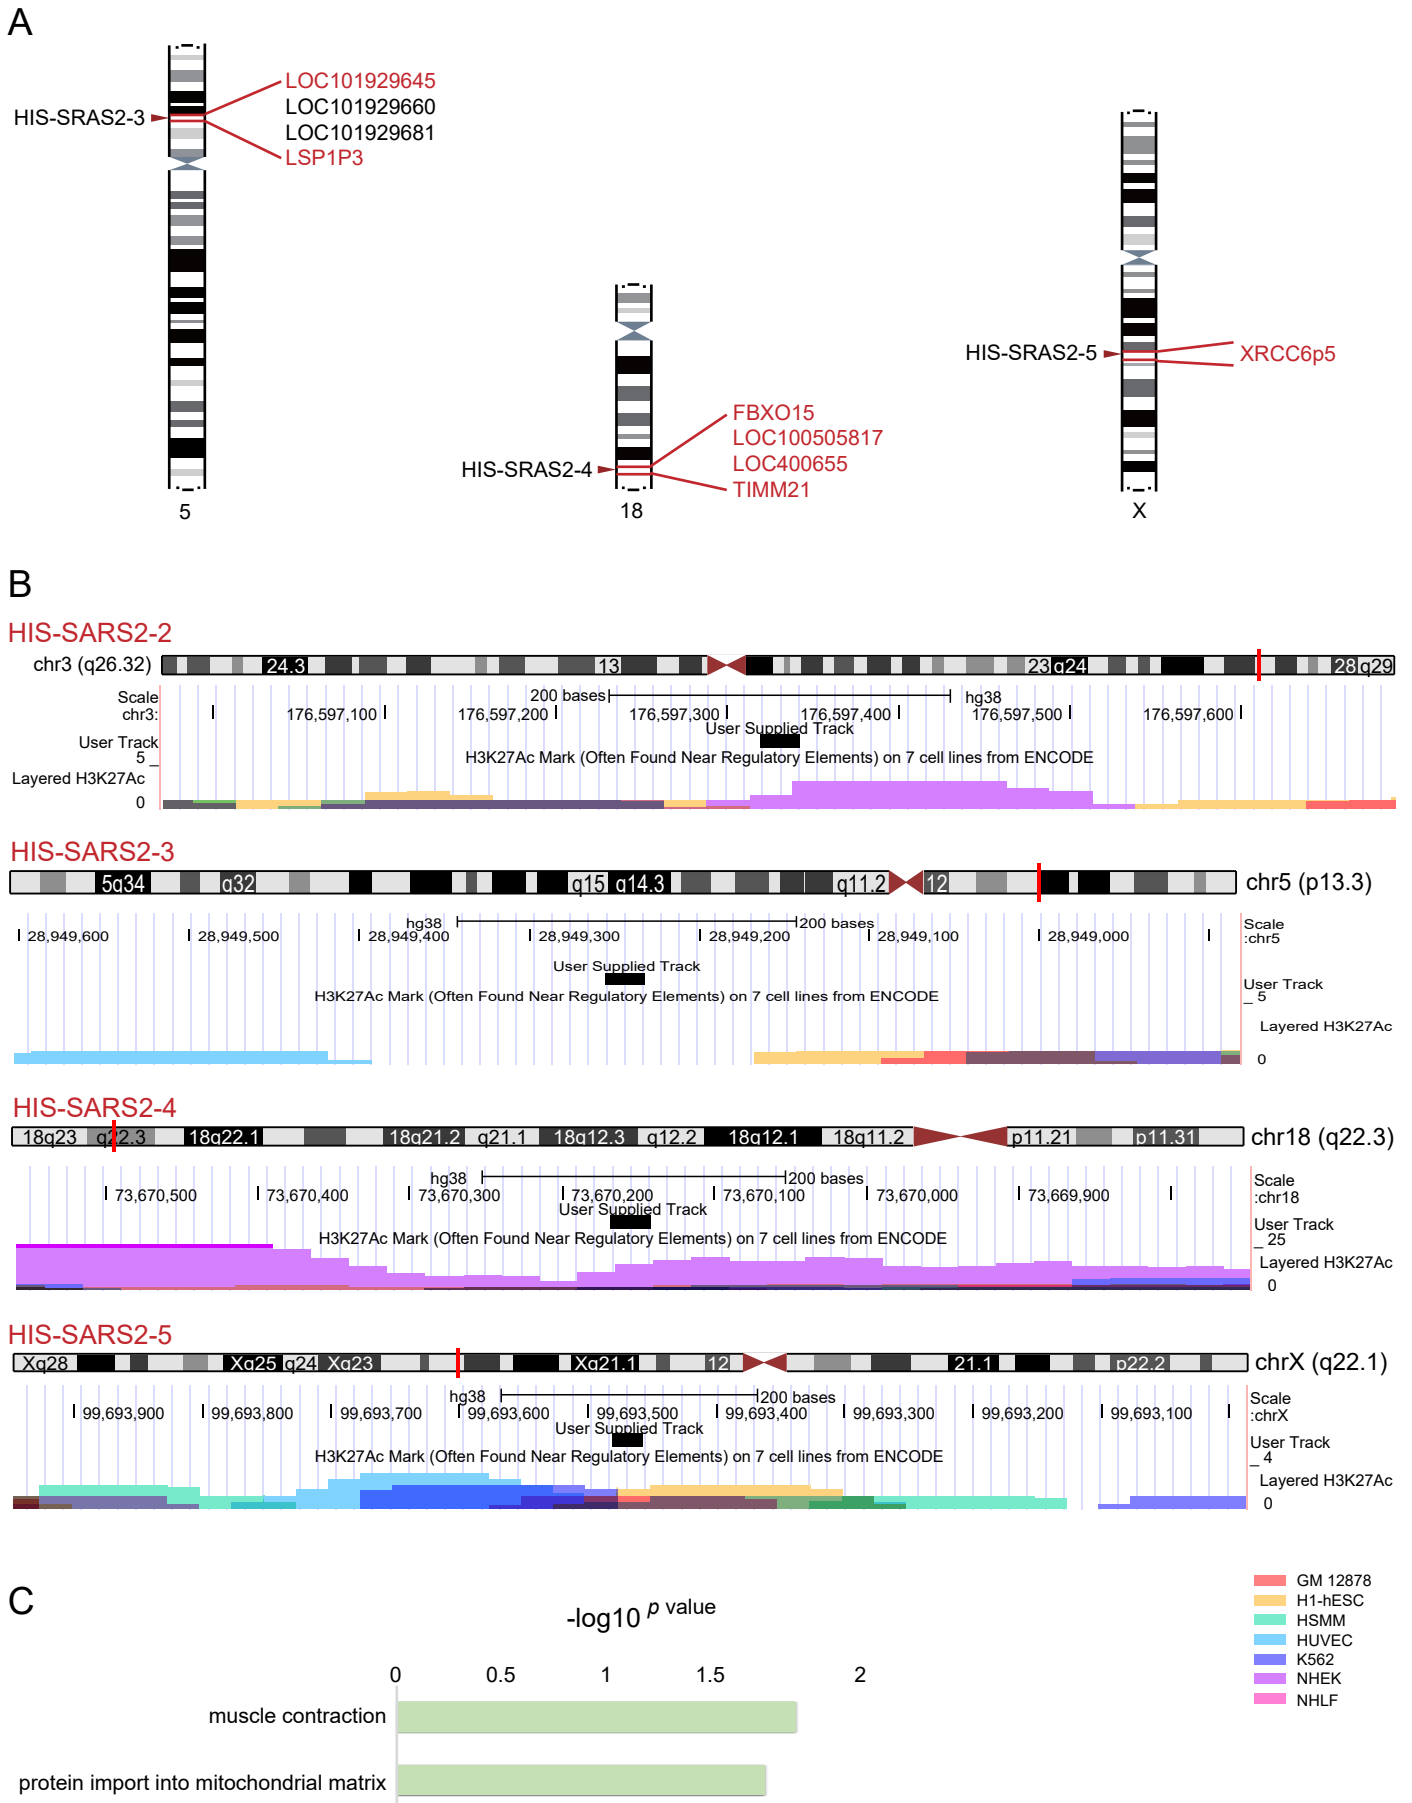 A
HIS-SRAS2-3
LOC101929645
LOC101929660
LOC101929681
LSP1P3
5
HIS-SRAS2-4
FBXO15
LOC100505817
LOC400655
TIMM21
18
HIS-SRAS2-5
XRCC6p5
X
B
HIS-SARS2-2
chr3 (q26.32) 24.3 13 23 q24 28 q29
Scale 200 bases hg38
chr3: 176,597,100 176,597,200 176,597,300 176,597,400 176,597,500 176,597,600
User Supplied Track
User Track
5 _ H3K27Ac Mark (Often Found Near Regulatory Elements) on 7 cell lines from ENCODE
Layered H3K27Ac
0
HIS-SARS2-3
5q34 q32 q15 q14.3 q11.2 12 chr5 (p13.3)
hg38 200 bases Scale
28,949,600 28,949,500 28,949,400 28,949,300 28,949,200 28,949,100 28,949,000 :chr5
User Supplied Track
User Track
H3K27Ac Mark (Often Found Near Regulatory Elements) on 7 cell lines from ENCODE _ 5
Layered H3K27Ac
0
HIS-SARS2-4
18q23 q22.3 18q22.1 18q21.2 q21.1 18q12.3 q12.2 18q12.1 18q11.2 p11.21 p11.31 chr18 (q22.3)
hg38 200 bases Scale
73,670,500 73,670,400 73,670,300 73,670,200 73,670,100 73,670,000 73,669,900 :chr18
User Supplied Track
User Track
H3K27Ac Mark (Often Found Near Regulatory Elements) on 7 cell lines from ENCODE _ 25
Layered H3K27Ac
0
HIS-SARS2-5
Xq28 Xq25 q24 Xq23 Xq21.1 12 21.1 p22.2 chrX (q22.1)
hg38 200 bases Scale
99,693,900 99,693,800 99,693,700 99,693,600 99,693,500 99,693,400 99,693,300 99,693,200 99,693,100 :chrX
User Supplied Track
User Track
H3K27Ac Mark (Often Found Near Regulatory Elements) on 7 cell lines from ENCODE _ 4
Layered H3K27Ac
0
C
-log10 p value
0 0.5 1 1.5 2
muscle contraction
protein import into mitochondrial matrix
GM 12878
H1-hESC
HSMM
HUVEC
K562
NHEK
NHLF